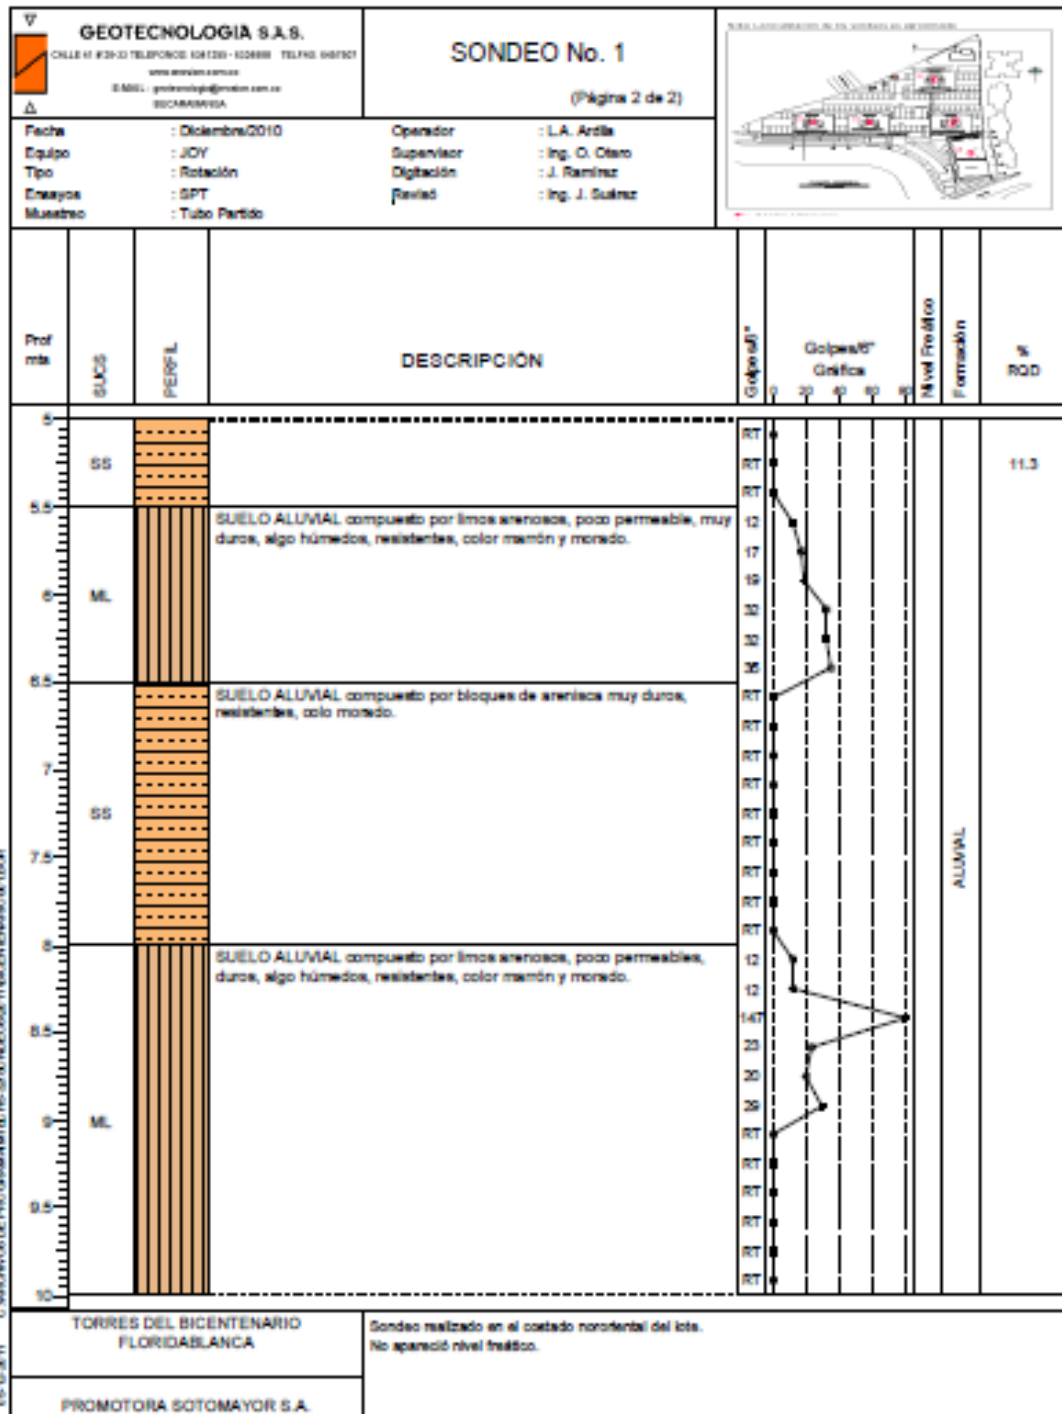 GEOTECNOLOGIA S.A.S.
BUCARAMANGA
SONDEO No. 1
(Página 2 de 2)
Fecha : Diciembre/2010
Equipo : JOY
Tipo : Rotación
Ensayos : SPT
Muestreo : Tubo Partido
Operador : L.A. Ardila
Supervisor : Ing. O. Otero
Digitación : J. Ramírez
Revisó : Ing. J. Suárez
Prof
mts
SUCS
PERFIL
DESCRIPCIÓN
Golpes/6"
Golpes/6"
Gráfica
0 20 40 60 80
Nivel Freático
Formación
%
RQD
5
RT
SS
RT
11.3
RT
5.5
SUELO ALUVIAL compuesto por limos arenosos, poco permeable, muy
duros, algo húmedos, resistentes, color marrón y morado.
12
17
19
6
ML
32
32
35
6.5
SUELO ALUVIAL compuesto por bloques de arenisca muy duros,
resistentes, colo morado.
RT
RT
RT
7
RT
SS
RT
RT
7.5
RT
RT
RT
ALUVIAL
8
SUELO ALUVIAL compuesto por limos arenosos, poco permeables,
duros, algo húmedos, resistentes, color marrón y morado.
12
12
147
8.5
23
20
29
9
ML
RT
RT
RT
9.5
RT
RT
RT
10
TORRES DEL BICENTENARIO
FLORIDABLANCA
Sondeo realizado en el costado nororiental del lote.
No apareció nivel freático.
PROMOTORA SOTOMAYOR S.A.